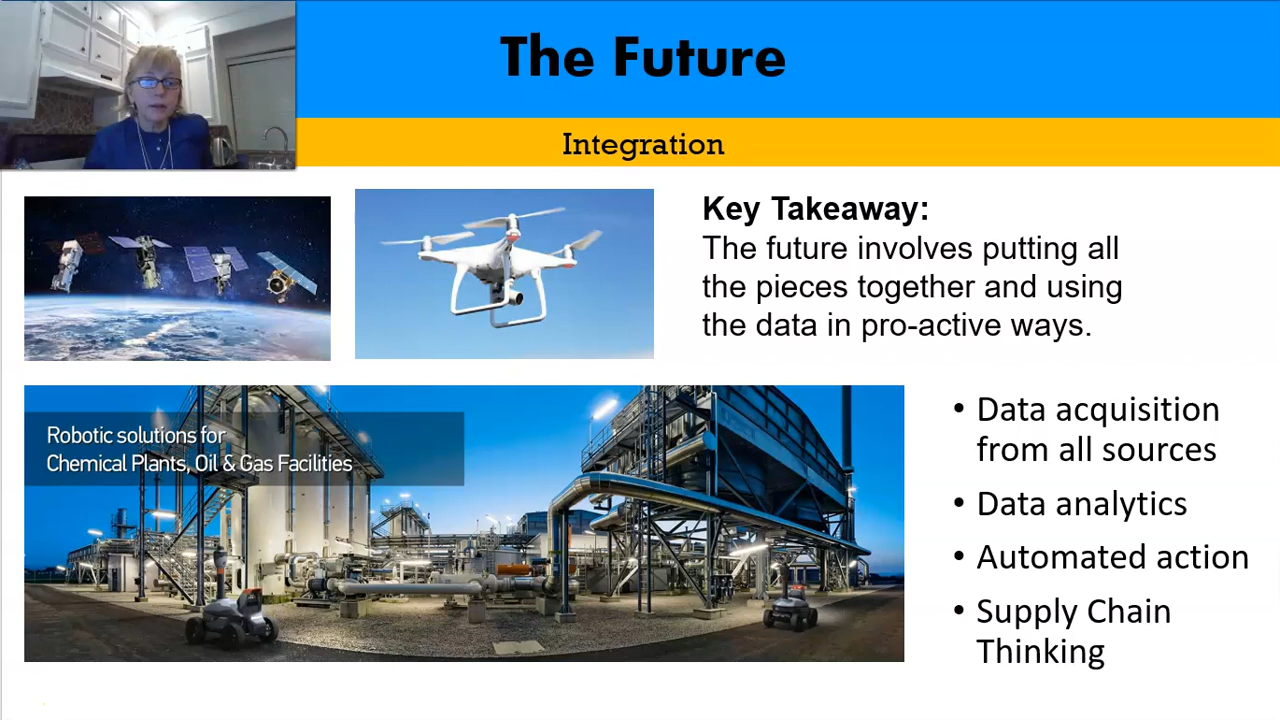 The Future
Integration
Key Takeaway:
The future involves putting all
the pieces together and using
the data in pro-active ways.
Robotic solutions for
Chemical Plants, Oil & Gas Facilities
• Data acquisition
from all sources
• Data analytics
• Automated action
• Supply Chain
Thinking